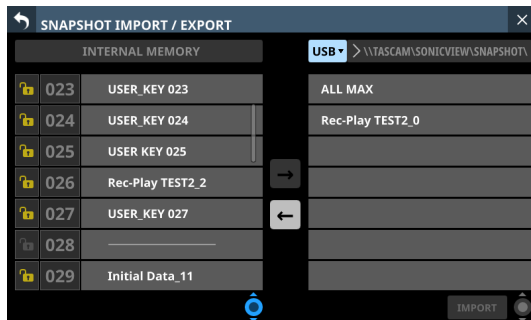 SNAPSHOT IMPORT / EXPORT
INTERNAL MEMORY
USB
\\TASCAM\SONICVIEW\SNAPSHOT\
023 USER_KEY 023
024 USER_KEY 024
025 USER KEY 025
026 Rec-Play TEST2_2
027 USER_KEY 027
028
029 Initial Data_11
ALL MAX
Rec-Play TEST2_0
IMPORT